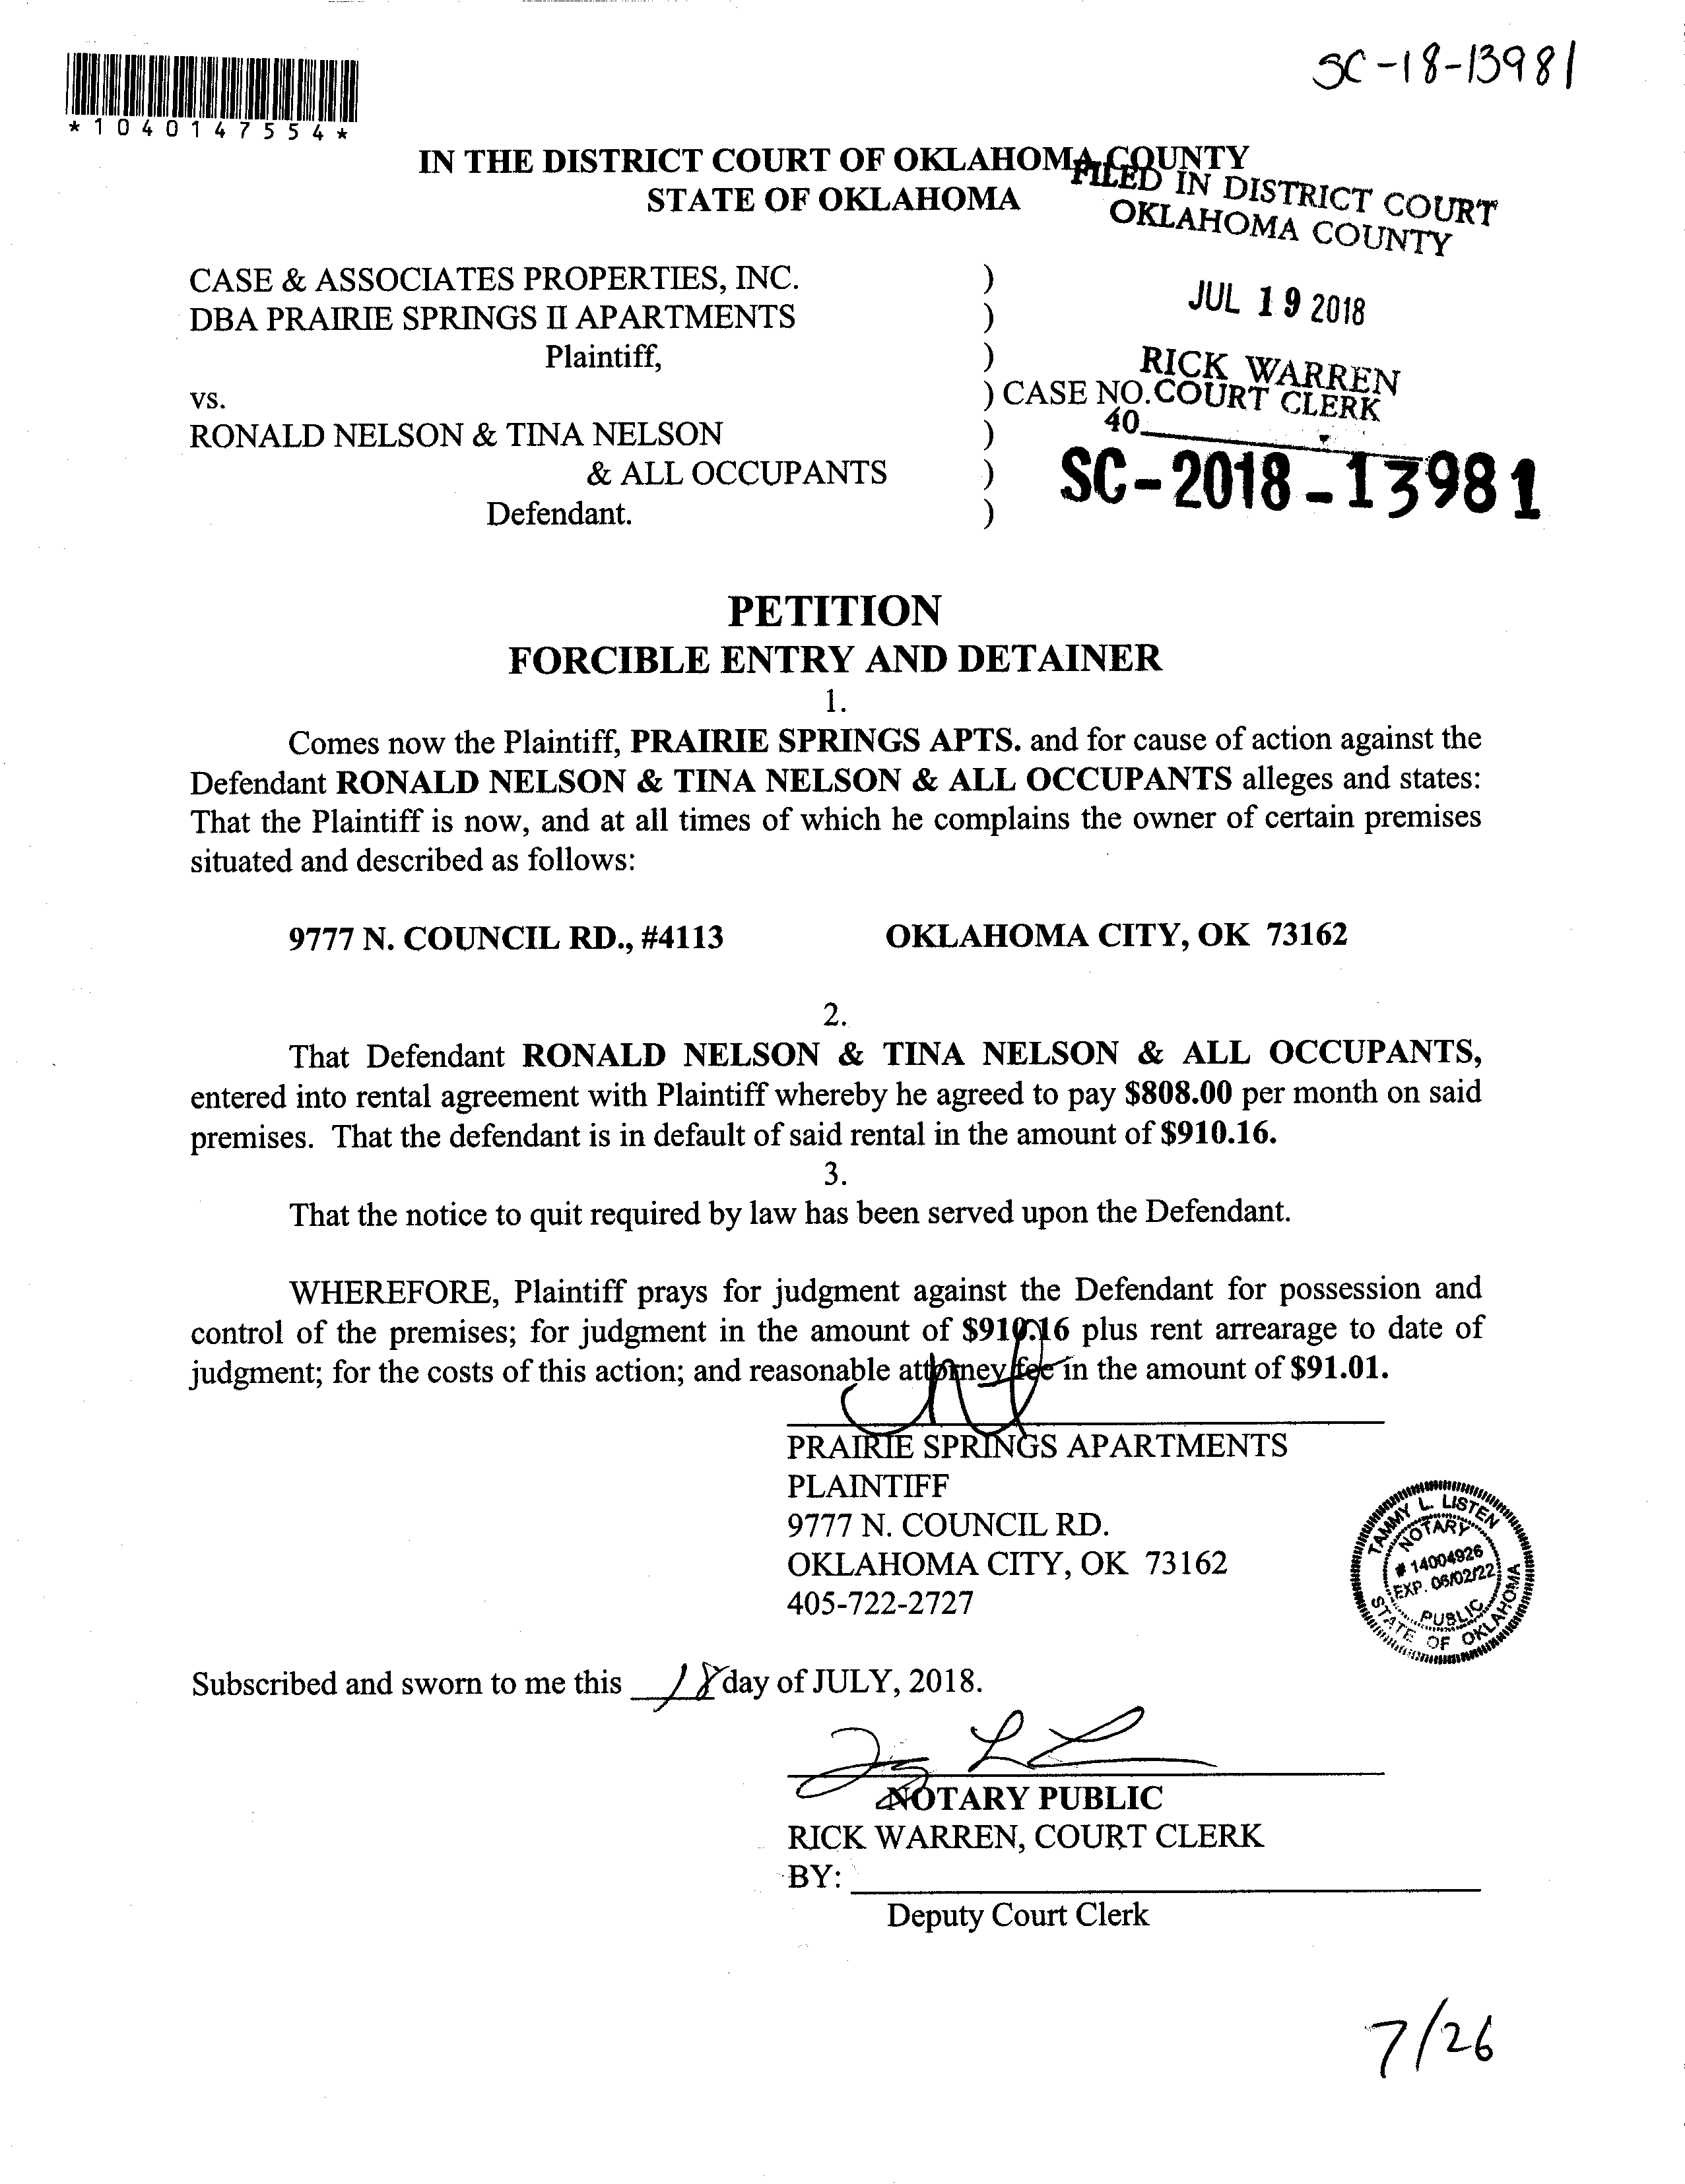 SC-18-13981
*1040147554*
IN THE DISTRICT COURT OF OKLAHOMA COUNTY
STATE OF OKLAHOMA
FILED IN DISTRICT COURT
OKLAHOMA COUNTY
JUL 19 2018
RICK WARREN
COURT CLERK
40
CASE & ASSOCIATES PROPERTIES, INC. )
DBA PRAIRIE SPRINGS II APARTMENTS )
Plaintiff, )
vs. ) CASE NO.
RONALD NELSON & TINA NELSON )
& ALL OCCUPANTS )
Defendant. )
SC-2018-13981
PETITION
FORCIBLE ENTRY AND DETAINER
1.
Comes now the Plaintiff, PRAIRIE SPRINGS APTS. and for cause of action against the
Defendant RONALD NELSON & TINA NELSON & ALL OCCUPANTS alleges and states:
That the Plaintiff is now, and at all times of which he complains the owner of certain premises
situated and described as follows:
9777 N. COUNCIL RD., #4113 OKLAHOMA CITY, OK 73162
2.
That Defendant RONALD NELSON & TINA NELSON & ALL OCCUPANTS,
entered into rental agreement with Plaintiff whereby he agreed to pay $808.00 per month on said
premises. That the defendant is in default of said rental in the amount of $910.16.
3.
That the notice to quit required by law has been served upon the Defendant.
WHEREFORE, Plaintiff prays for judgment against the Defendant for possession and
control of the premises; for judgment in the amount of $910.16 plus rent arrearage to date of
judgment; for the costs of this action; and reasonable attorney fee in the amount of $91.01.
PRAIRIE SPRINGS APARTMENTS
PLAINTIFF
9777 N. COUNCIL RD.
OKLAHOMA CITY, OK 73162
405-722-2727
TAMMY L. LISTEN
NOTARY
# 14004926
EXP. 06/02/22
PUBLIC
STATE OF OKLAHOMA
Subscribed and sworn to me this 18 day of JULY, 2018.
NOTARY PUBLIC
RICK WARREN, COURT CLERK
BY:
Deputy Court Clerk
7/26